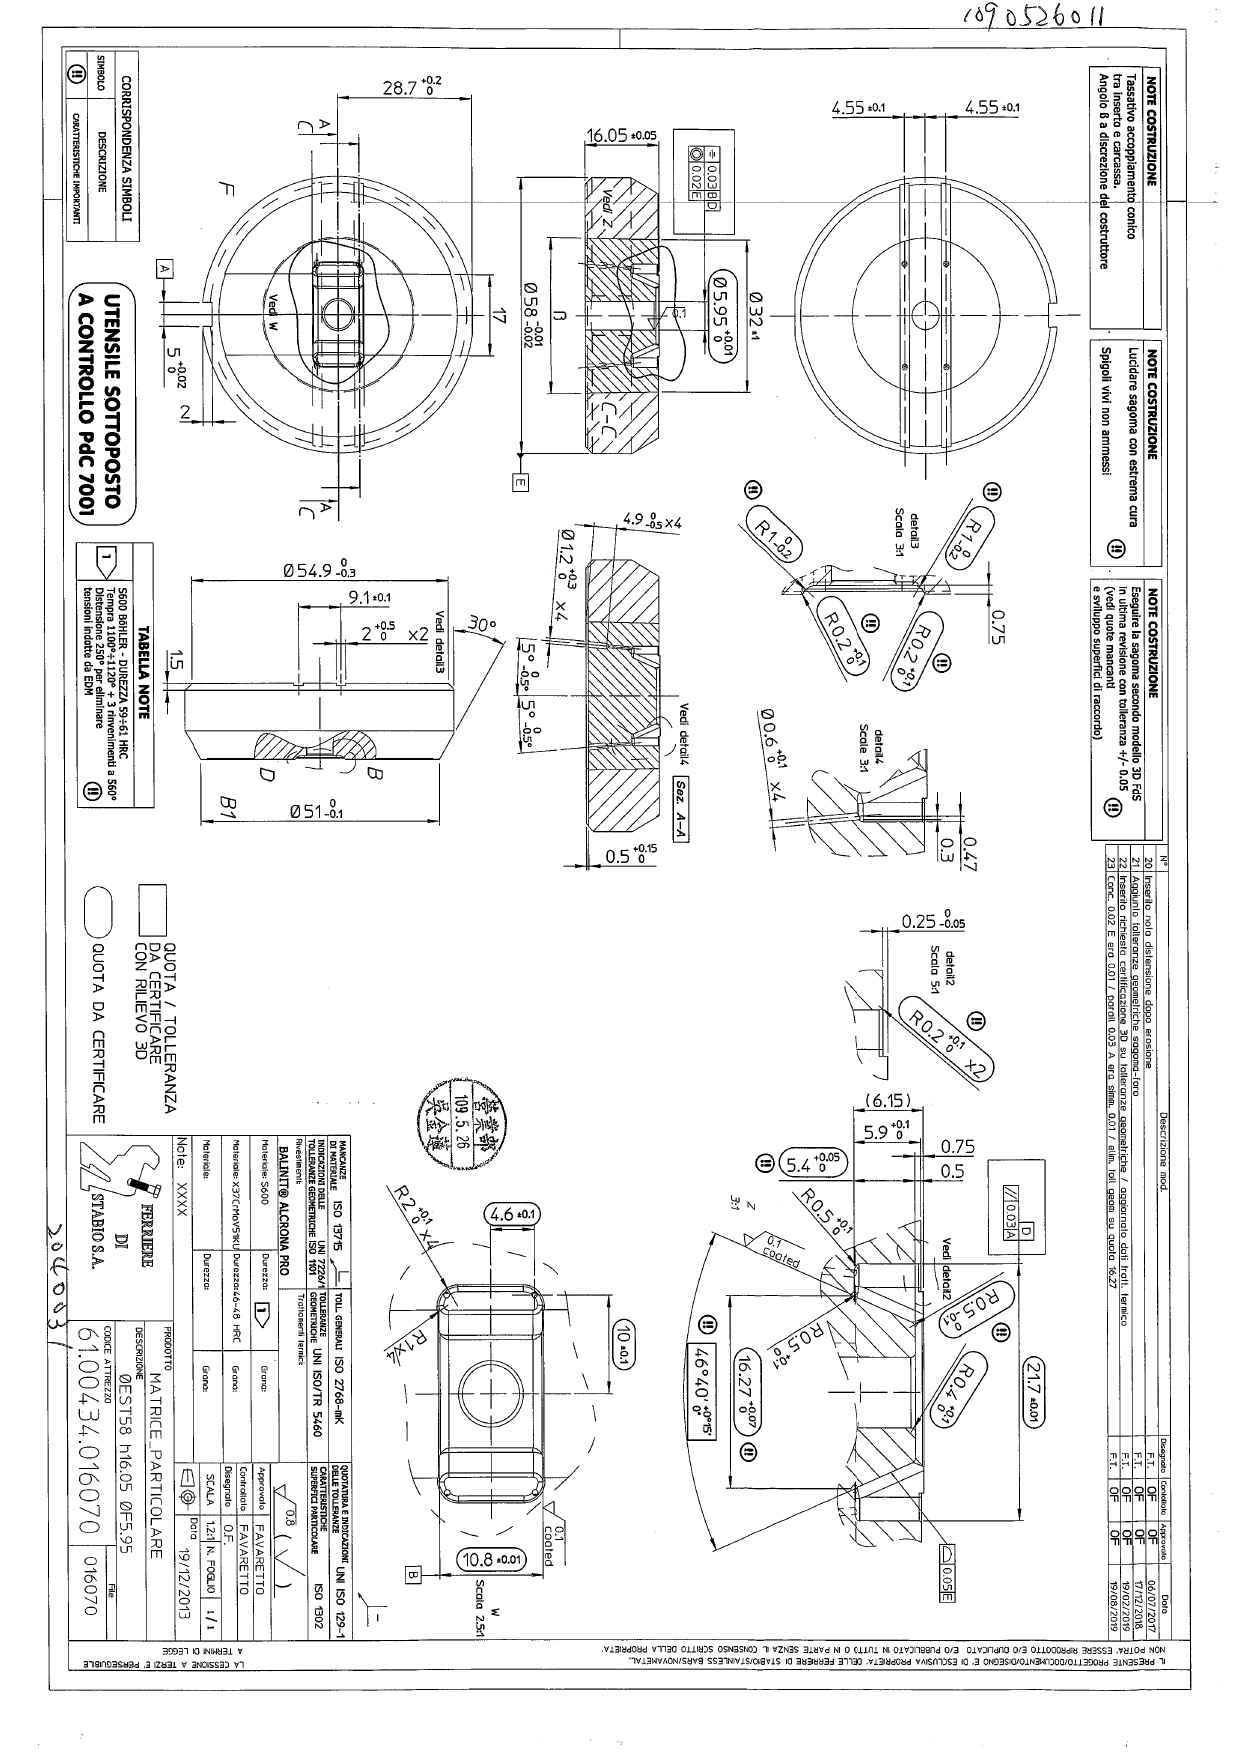 1090526011
NOTE COSTRUZIONE
Tassativo accoppiamento conico
tra inserto e carcassa.
Angolo B a discrezione del costruttore
NOTE COSTRUZIONE
Lucidare sagoma con estrema cura
Spigoli vivi non ammessi
NOTE COSTRUZIONE
Eseguire la sagoma secondo modello 3D FdS
in ultima revisione con tolleranza +/- 0.05
(vedi quote mancanti
e sviluppo superfici di raccordo)
N° Descrizione mod. Disegnato Controllato Approvato Data
20 Inserito nota distensione dopo erosione F.T. OF OF 06/07/2017
21 Aggiunto tolleranze geometriche sagoma-foro F.T. OF OF 17/12/2018
22 Inserito richiesta certificazione 3D su tolleranze geometriche / aggiornato dati tratt. termico F.T. OF OF 19/02/2019
23 Conc. 0.02 E era 0.01 / parall 0.03 A era simm. 0.01 / elim. toll geom su quota 16.27 F.T. OF OF 19/08/2019
4.55 ±0.1
4.55 ±0.1
16.05 ±0.05
0.03 B D
0.02 E
Vedi Z
Ø58 -0.01 -0.02
B
Ø5.95 +0.01 0
Ø32 ±1
0.1
C-C
E
28.7 +0.2 0
A
C
F
Vedi W
17
A
5 +0.02 0
2
A
C
CORRISPONDENZA SIMBOLI
SIMBOLO DESCRIZIONE
!! CARATTERISTICHE IMPORTANTI
UTENSILE SOTTOPOSTO
A CONTROLLO PdC 7001
TABELLA NOTE
1 S600 BöHLER - DUREZZA 59÷61 HRC
Tempra 1100°÷1120° + 3 rinvenimenti a 560°
Distensione 250° per eliminare
tensioni indotte da EDM
!!
detail3
Scala 3:1
R1 0 -0.2
R1 0 -0.2
R0.2 +0.1 0
R0.2 +0.1 0
0.75
4.9 0 -0.5 x4
Ø1.2 +0.3 0 x4
5° 0 -0.5°
5° 0 -0.5°
Vedi detail4
Sez. A-A
0.5 +0.15 0
detail4
Scale 3:1
Ø0.6 +0.1 0 x4
0.47
0.3
Ø54.9 0 -0.3
9.1 ±0.1
2 +0.5 0 x2
Vedi detail3
30°
1.5
D
B
B1
Ø51 0 -0.1
detail2
Scala 5:1
0.25 0 -0.05
R0.2 +0.1 0 x2
(6.15)
5.9 +0.1 0
5.4 +0.05 0
0.75
0.5
D
// 0.03 A
Vedi detail2
Z
3:1
0.1
coated
R0.5 +0.1 0
R0.5 +0.1 0
R0.5 0 -0.1
R0.4 +0.1 0
21.7 ±0.01
16.27 +0.07 0
46°40' +0°15' 0°
0.05 E
QUOTA / TOLLERANZA
DA CERTIFICARE
CON RILIEVO 3D
QUOTA DA CERTIFICARE
營業部
109.5.26
4.6 ±0.1
R2 +0.1 0 x4
R1x4
10 ±0.1
10.8 ±0.01
B
0.1
coated
W
Scala 2.5:1
MANCANZE DI MATERIALE ISO 13715
TOLL. GENERALI ISO 2768-mK
QUOTATURA E INDICAZIONI DELLE TOLLERANZE UNI ISO 129-1
INDICAZIONI DELLE TOLLERANZE GEOMETRICHE UNI 7226/1 ISO 1101
TOLLERANZE GEOMETRICHE UNI ISO/TR 5460
CARATTERISTICHE SUPERFICI PARTICOLARE ISO 1302
Rivestimenti:
BALINIT® ALCRONA PRO
Trattamenti termici:
0.8
Materiale: S600 Durezza: 1 Grana:
Materiale: X37CrMoV51KU Durezza: 46-48 HRC Grana:
Materiale: Durezza: Grana:
Note: XXXX
Approvato FAVARETTO
Controllato FAVARETTO
Disegnato O.F.
SCALA 1.2:1 N. FOGLIO 1/1
Data 19/12/2013
FERRIERE
DI
STABIO S.A.
PRODOTTO MATRICE_PARTICOLARE
DESCRIZIONE ØEST58 h16.05 ØF5.95
CODICE ATTREZZO
61.00434.016070
File
016070
IL PRESENTE PROGETTO/DOCUMENTO/DISEGNO E' DI ESCLUSIVA PROPRIETA' DELLE FERRIERE DI STABIO/STAINLESS BARS/NOVAMETAL.
NON POTRA' ESSERE RIPRODOTTO E/O DUPLICATO E/O PUBBLICATO IN TUTTO O IN PARTE SENZA IL CONSENSO SCRITTO DELLA PROPRIETA'.
LA CESSIONE A TERZI E' PERSEGUIBILE
A TERMINI DI LEGGE